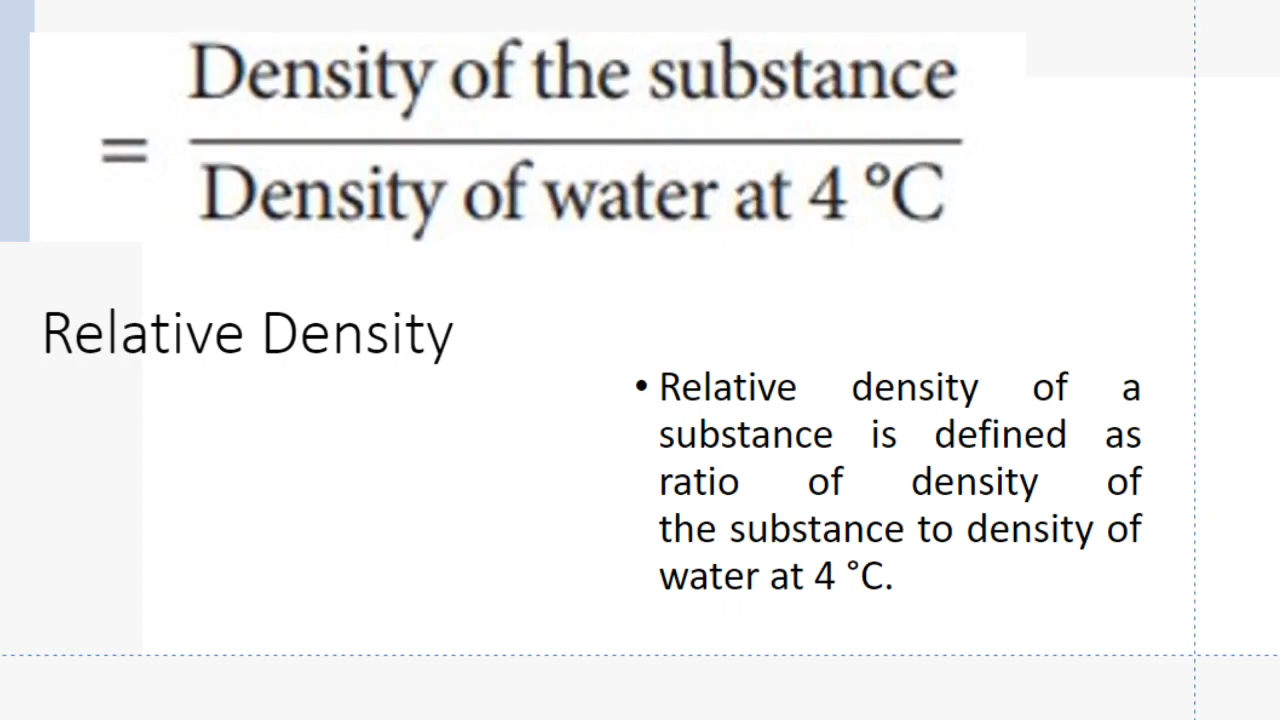 Density of the substance
=
Density of water at 4 °C
Relative Density
• Relative density of a
substance is defined as
ratio of density of
the substance to density of
water at 4 °C.